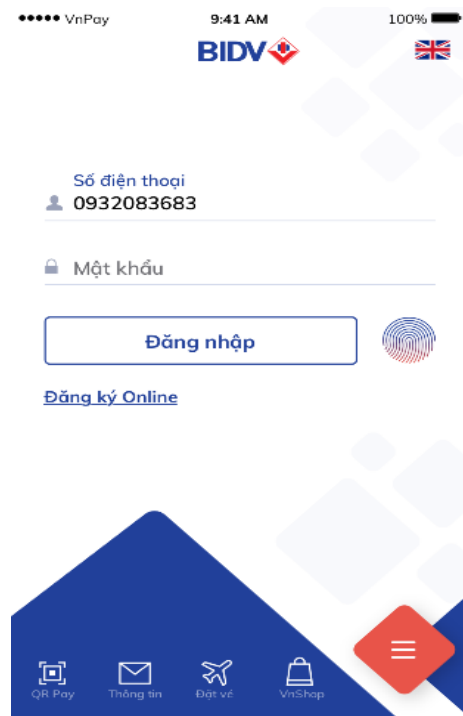 VnPay 9:41 AM 100%
BIDV
Số điện thoại
0932083683
Mật khẩu
Đăng nhập
Đăng ký Online
QR Pay Thông tin Đặt vé VnShop